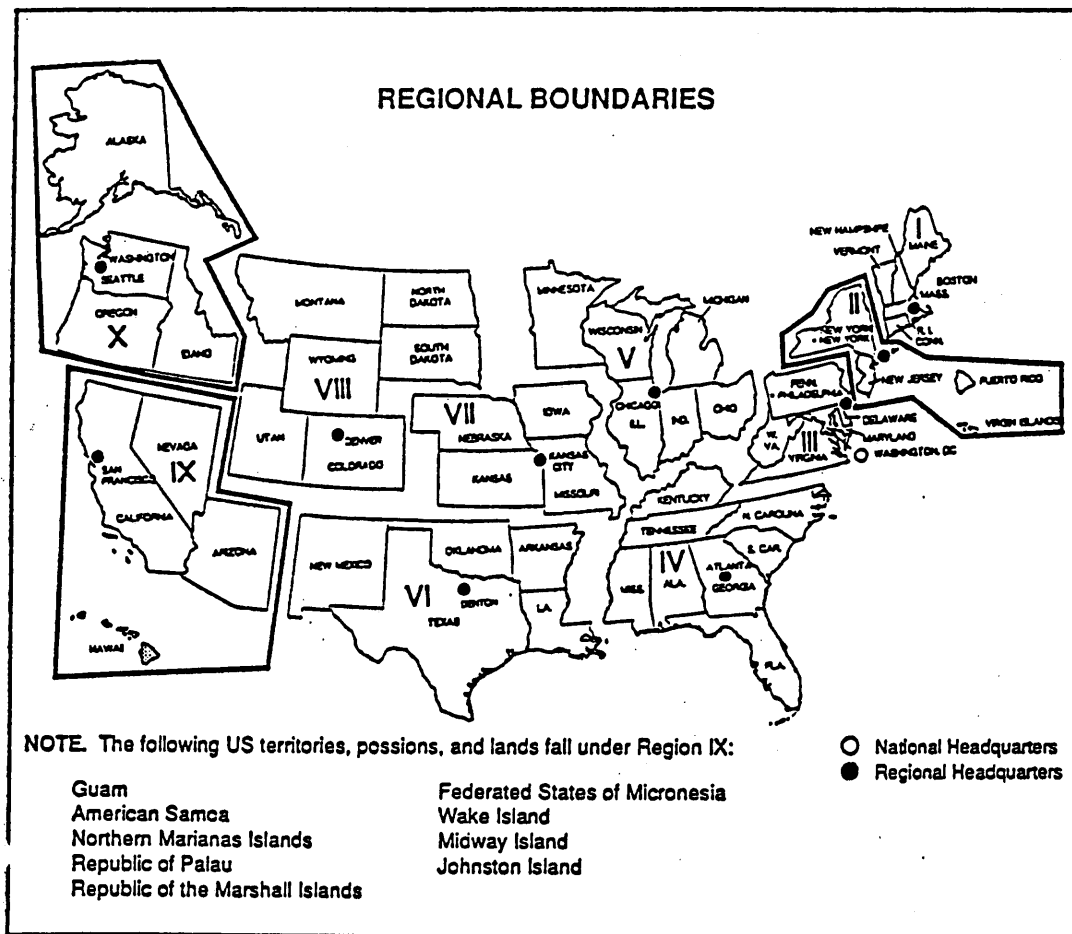 REGIONAL BOUNDARIES
ALASKA
WASHINGTON
SEATTLE
OREGON
X
IDAHO
MONTANA
NORTH
DAKOTA
SOUTH
DAKOTA
WYOMING
VIII
MINNESOTA
WISCONSIN
V
MICHIGAN
NEW HAMPSHIRE
VERMONT
I
MAINE
BOSTON
MASS.
II
NEW YORK
NEW YORK
R.I.
CONN.
NEW JERSEY
PUERTO RICO
VIRGIN ISLANDS
PENN.
PHILADELPHIA
DELAWARE
MARYLAND
WASHINGTON, DC
III
VIRGINIA
W.
VA.
OHIO
IND.
CHICAGO
ILL.
IOWA
VII
NEBRASKA
KANSAS
CITY
KANSAS
MISSOURI
UTAH
DENVER
COLORADO
NEVADA
IX
SAN
FRANCISCO
CALIFORNIA
ARIZONA
HAWAII
NEW MEXICO
OKLAHOMA
ARKANSAS
VI
DENTON
TEXAS
LA.
KENTUCKY
TENNESSEE
N. CAROLINA
S. CAR.
IV
MISS.
ALA.
ATLANTA
GEORGIA
FLA.
NOTE. The following US territories, possions, and lands fall under Region IX:
Guam
American Samoa
Northern Marianas Islands
Republic of Palau
Republic of the Marshall Islands
Federated States of Micronesia
Wake Island
Midway Island
Johnston Island
National Headquarters
Regional Headquarters